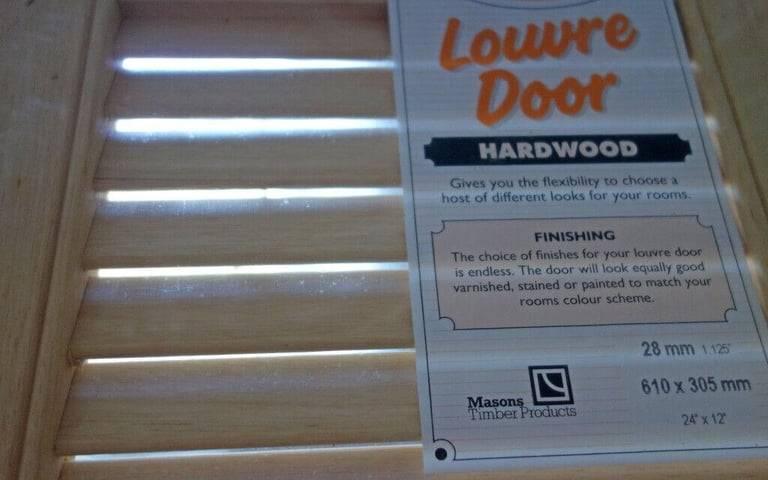 Louvre
Door
HARDWOOD
Gives you the flexibility to choose a
host of different looks for your rooms.
FINISHING
The choice of finishes for your louvre door
is endless. The door will look equally good
varnished, stained or painted to match your
rooms colour scheme.
28 mm 1.125"
610 x 305 mm
24" x 12"
Masons
Timber Products